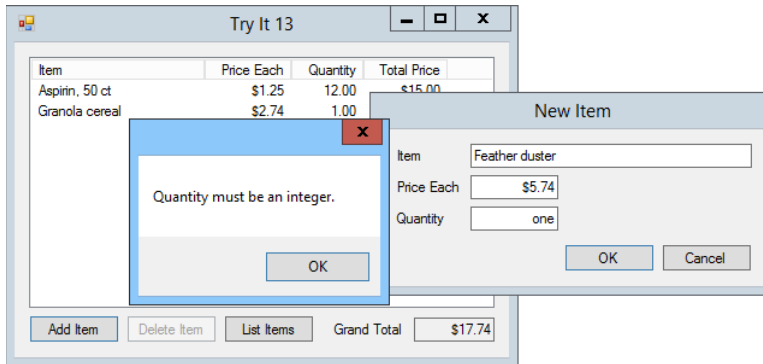 Try It 13
Item Price Each Quantity Total Price
Aspirin, 50 ct $1.25 12.00 $15.00
Granola cereal $2.74 1.00
New Item
Item Feather duster
Price Each $5.74
Quantity one
OK Cancel
Quantity must be an integer.
OK
Add Item Delete Item List Items Grand Total $17.74